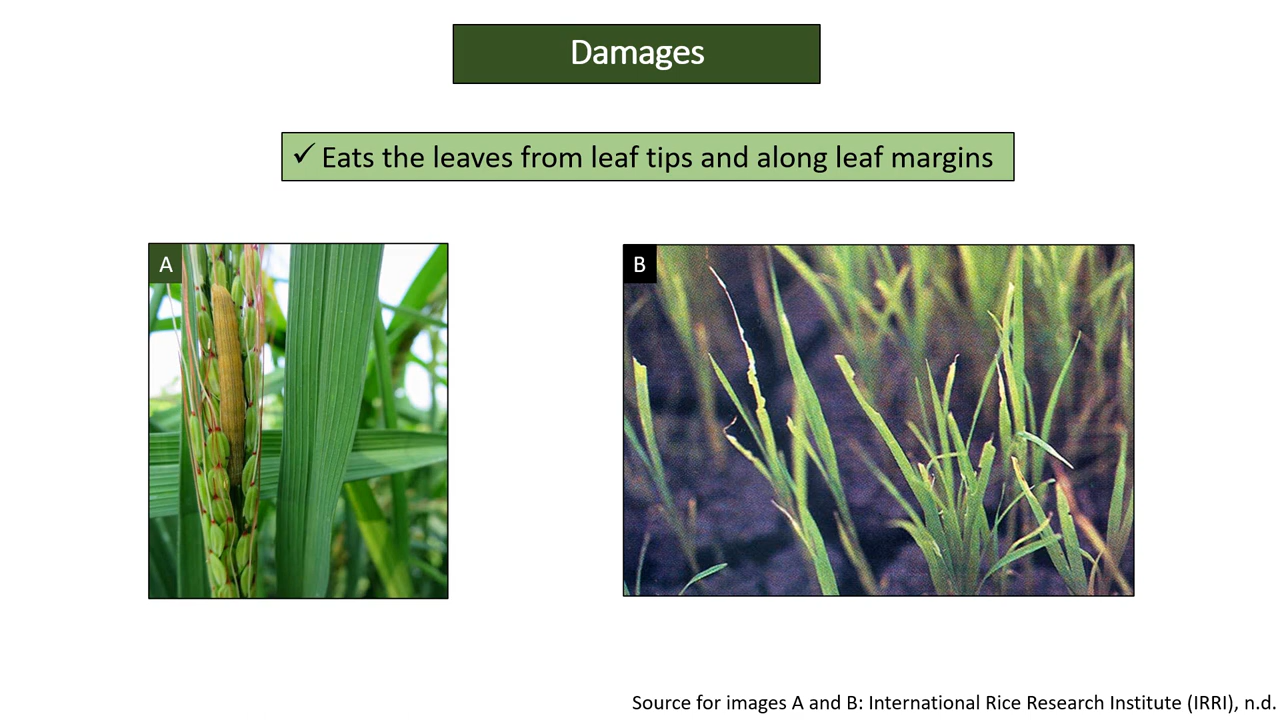 Damages
✓ Eats the leaves from leaf tips and along leaf margins
A
B
Source for images A and B: International Rice Research Institute (IRRI), n.d.